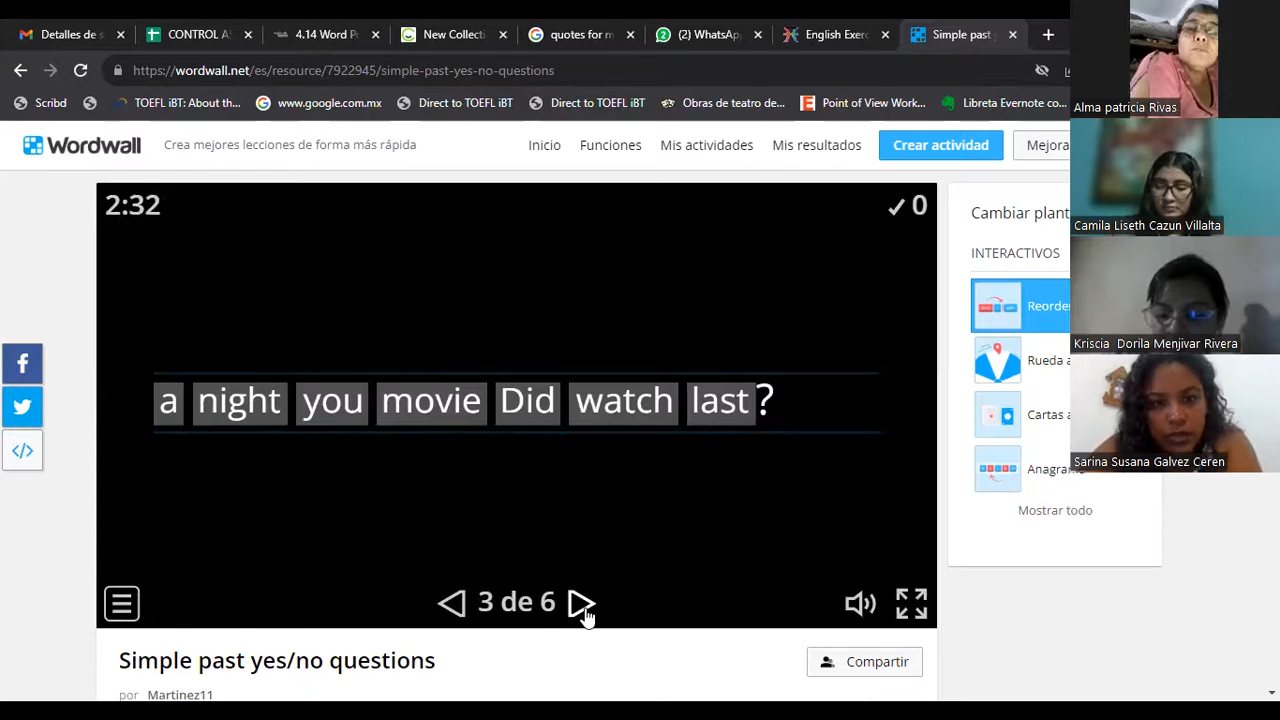 Detalles de s
CONTROL A
4.14 Word P
New Collecti
quotes for m
(2) WhatsAp
English Exer
Simple past
https://wordwall.net/es/resource/7922945/simple-past-yes-no-questions
Scribd
TOEFL iBT: About th...
www.google.com.mx
Direct to TOEFL iBT
Direct to TOEFL iBT
Obras de teatro de...
Point of View Work...
Libreta Evernote co...
Wordwall
Crea mejores lecciones de forma más rápida
Inicio
Funciones
Mis actividades
Mis resultados
Crear actividad
Mejora
2:32
0
a night you movie Did watch last?
3 de 6
Simple past yes/no questions
Compartir
por Martinez11
Cambiar plant
INTERACTIVOS
Reorde
Rueda a
Cartas a
Anagram
Mostrar todo
Alma patricia Rivas
Camila Liseth Cazun Villalta
Kriscia Dorila Menjivar Rivera
Sarina Susana Galvez Ceren